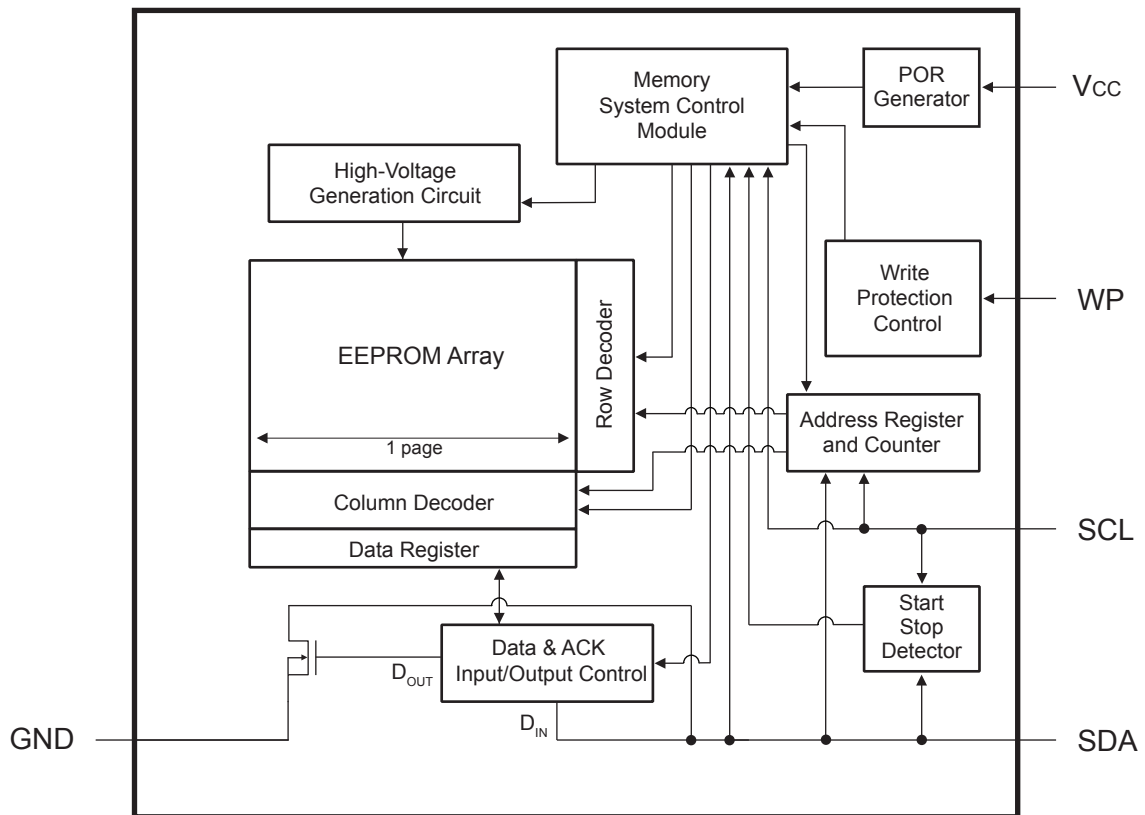 Memory
System Control
Module
POR
Generator
VCC
High-Voltage
Generation Circuit
Write
Protection
Control
WP
EEPROM Array
Row Decoder
1 page
Address Register
and Counter
Column Decoder
SCL
Data Register
Start
Stop
Detector
Data & ACK
Input/Output Control
DOUT
DIN
GND
SDA